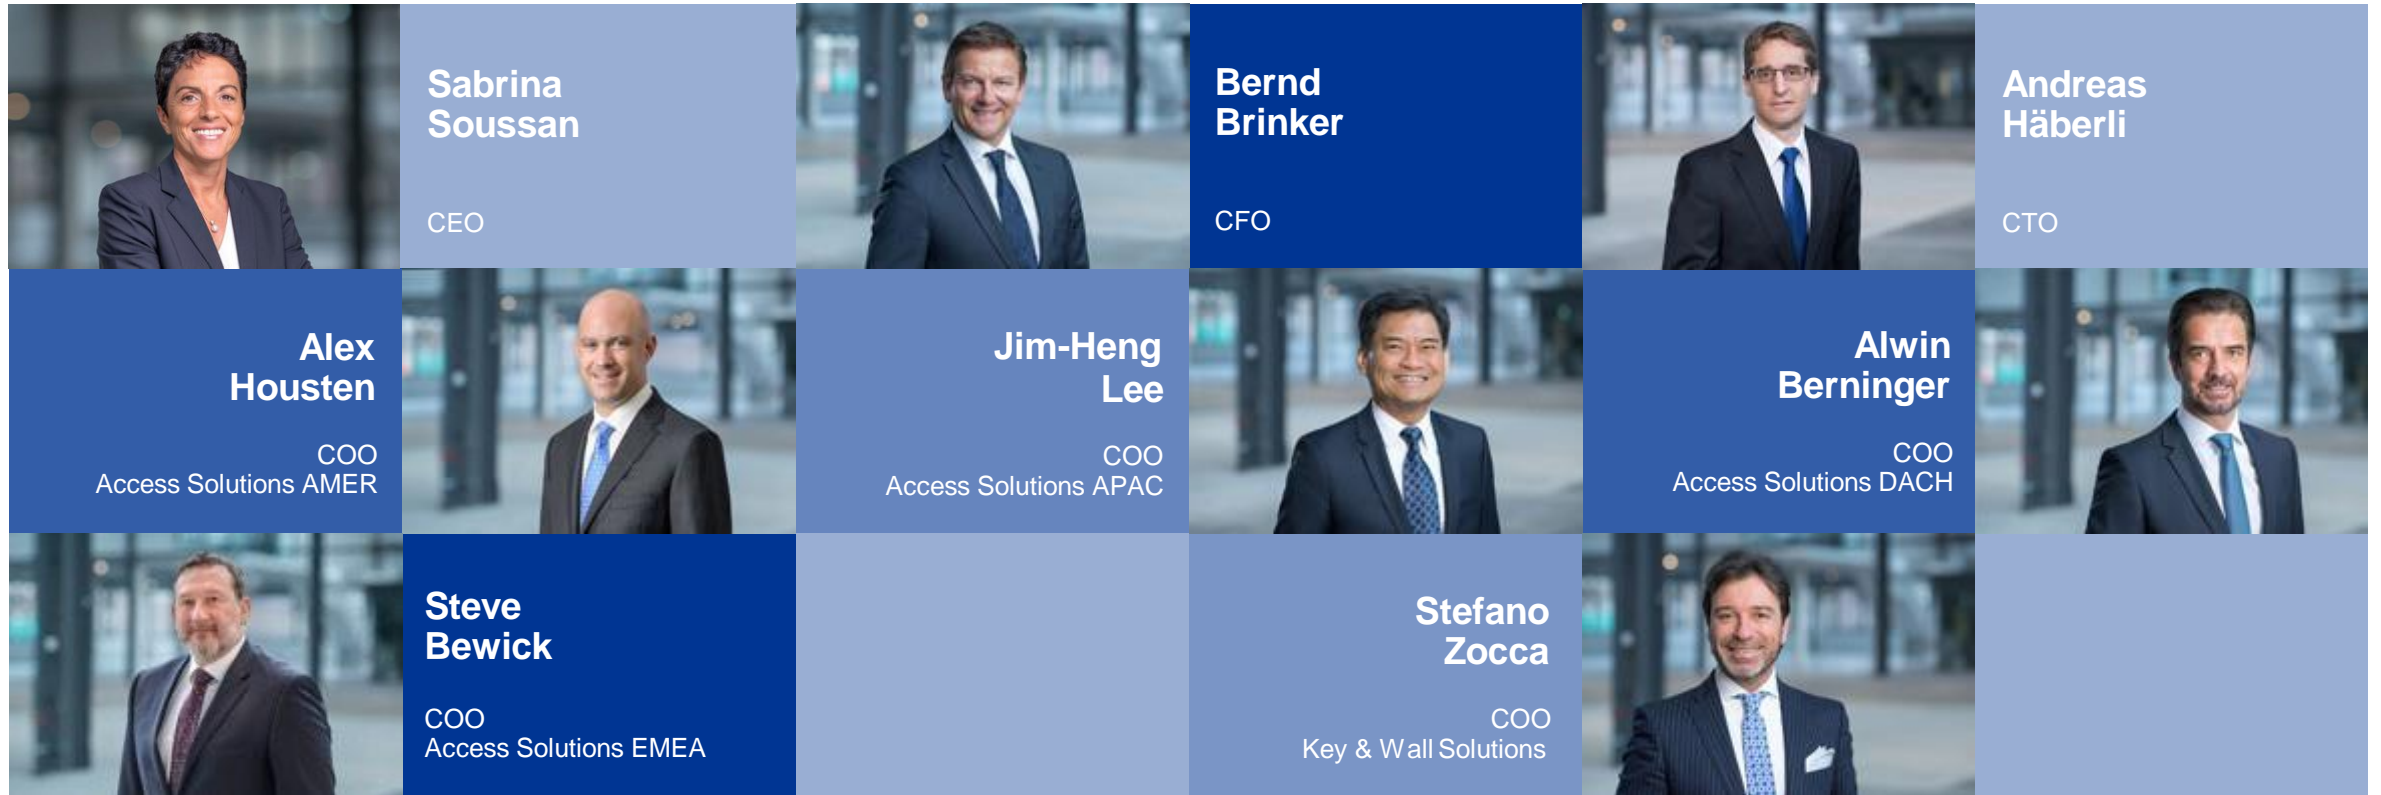 Sabrina
Soussan
CEO
Bernd
Brinker
CFO
Andreas
Häberli
CTO
Alex
Housten
COO
Access Solutions AMER
Jim-Heng
Lee
COO
Access Solutions APAC
Alwin
Berninger
COO
Access Solutions DACH
Steve
Bewick
COO
Access Solutions EMEA
Stefano
Zocca
COO
Key & Wall Solutions